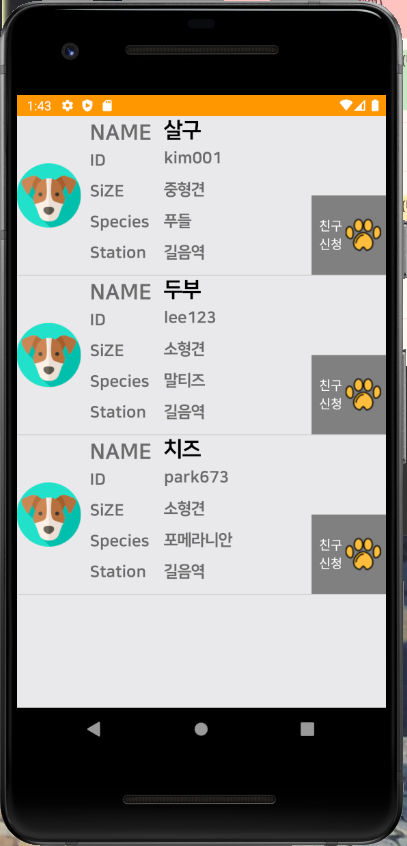 1:43
NAME 살구
ID kim001
SiZE 중형견
Species 푸들
Station 길음역
친구
신청
NAME 두부
ID lee123
SiZE 소형견
Species 말티즈
Station 길음역
친구
신청
NAME 치즈
ID park673
SiZE 소형견
Species 포메라니안
Station 길음역
친구
신청